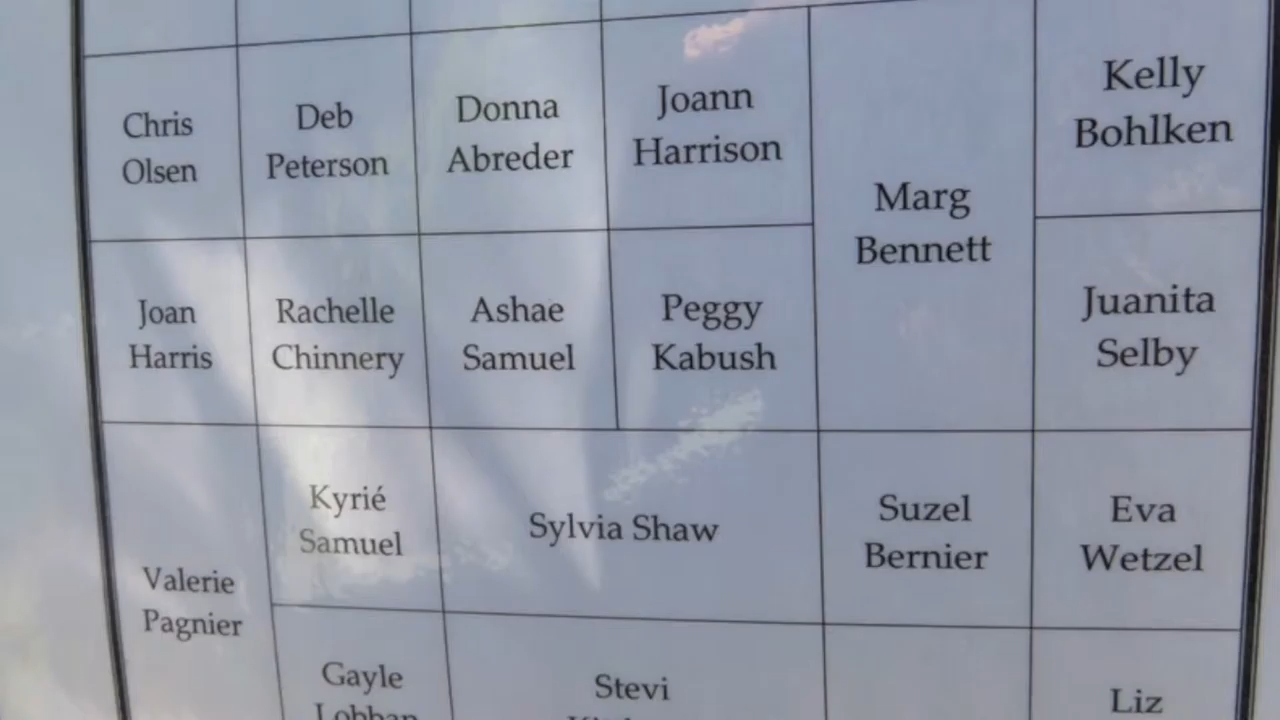 Chris
Olsen
Deb
Peterson
Donna
Abreder
Joann
Harrison
Marg
Bennett
Kelly
Bohlken
Joan
Harris
Rachelle
Chinnery
Ashae
Samuel
Peggy
Kabush
Juanita
Selby
Valerie
Pagnier
Kyrié
Samuel
Sylvia Shaw
Suzel
Bernier
Eva
Wetzel
Gayle
Lobban
Stevi
Liz